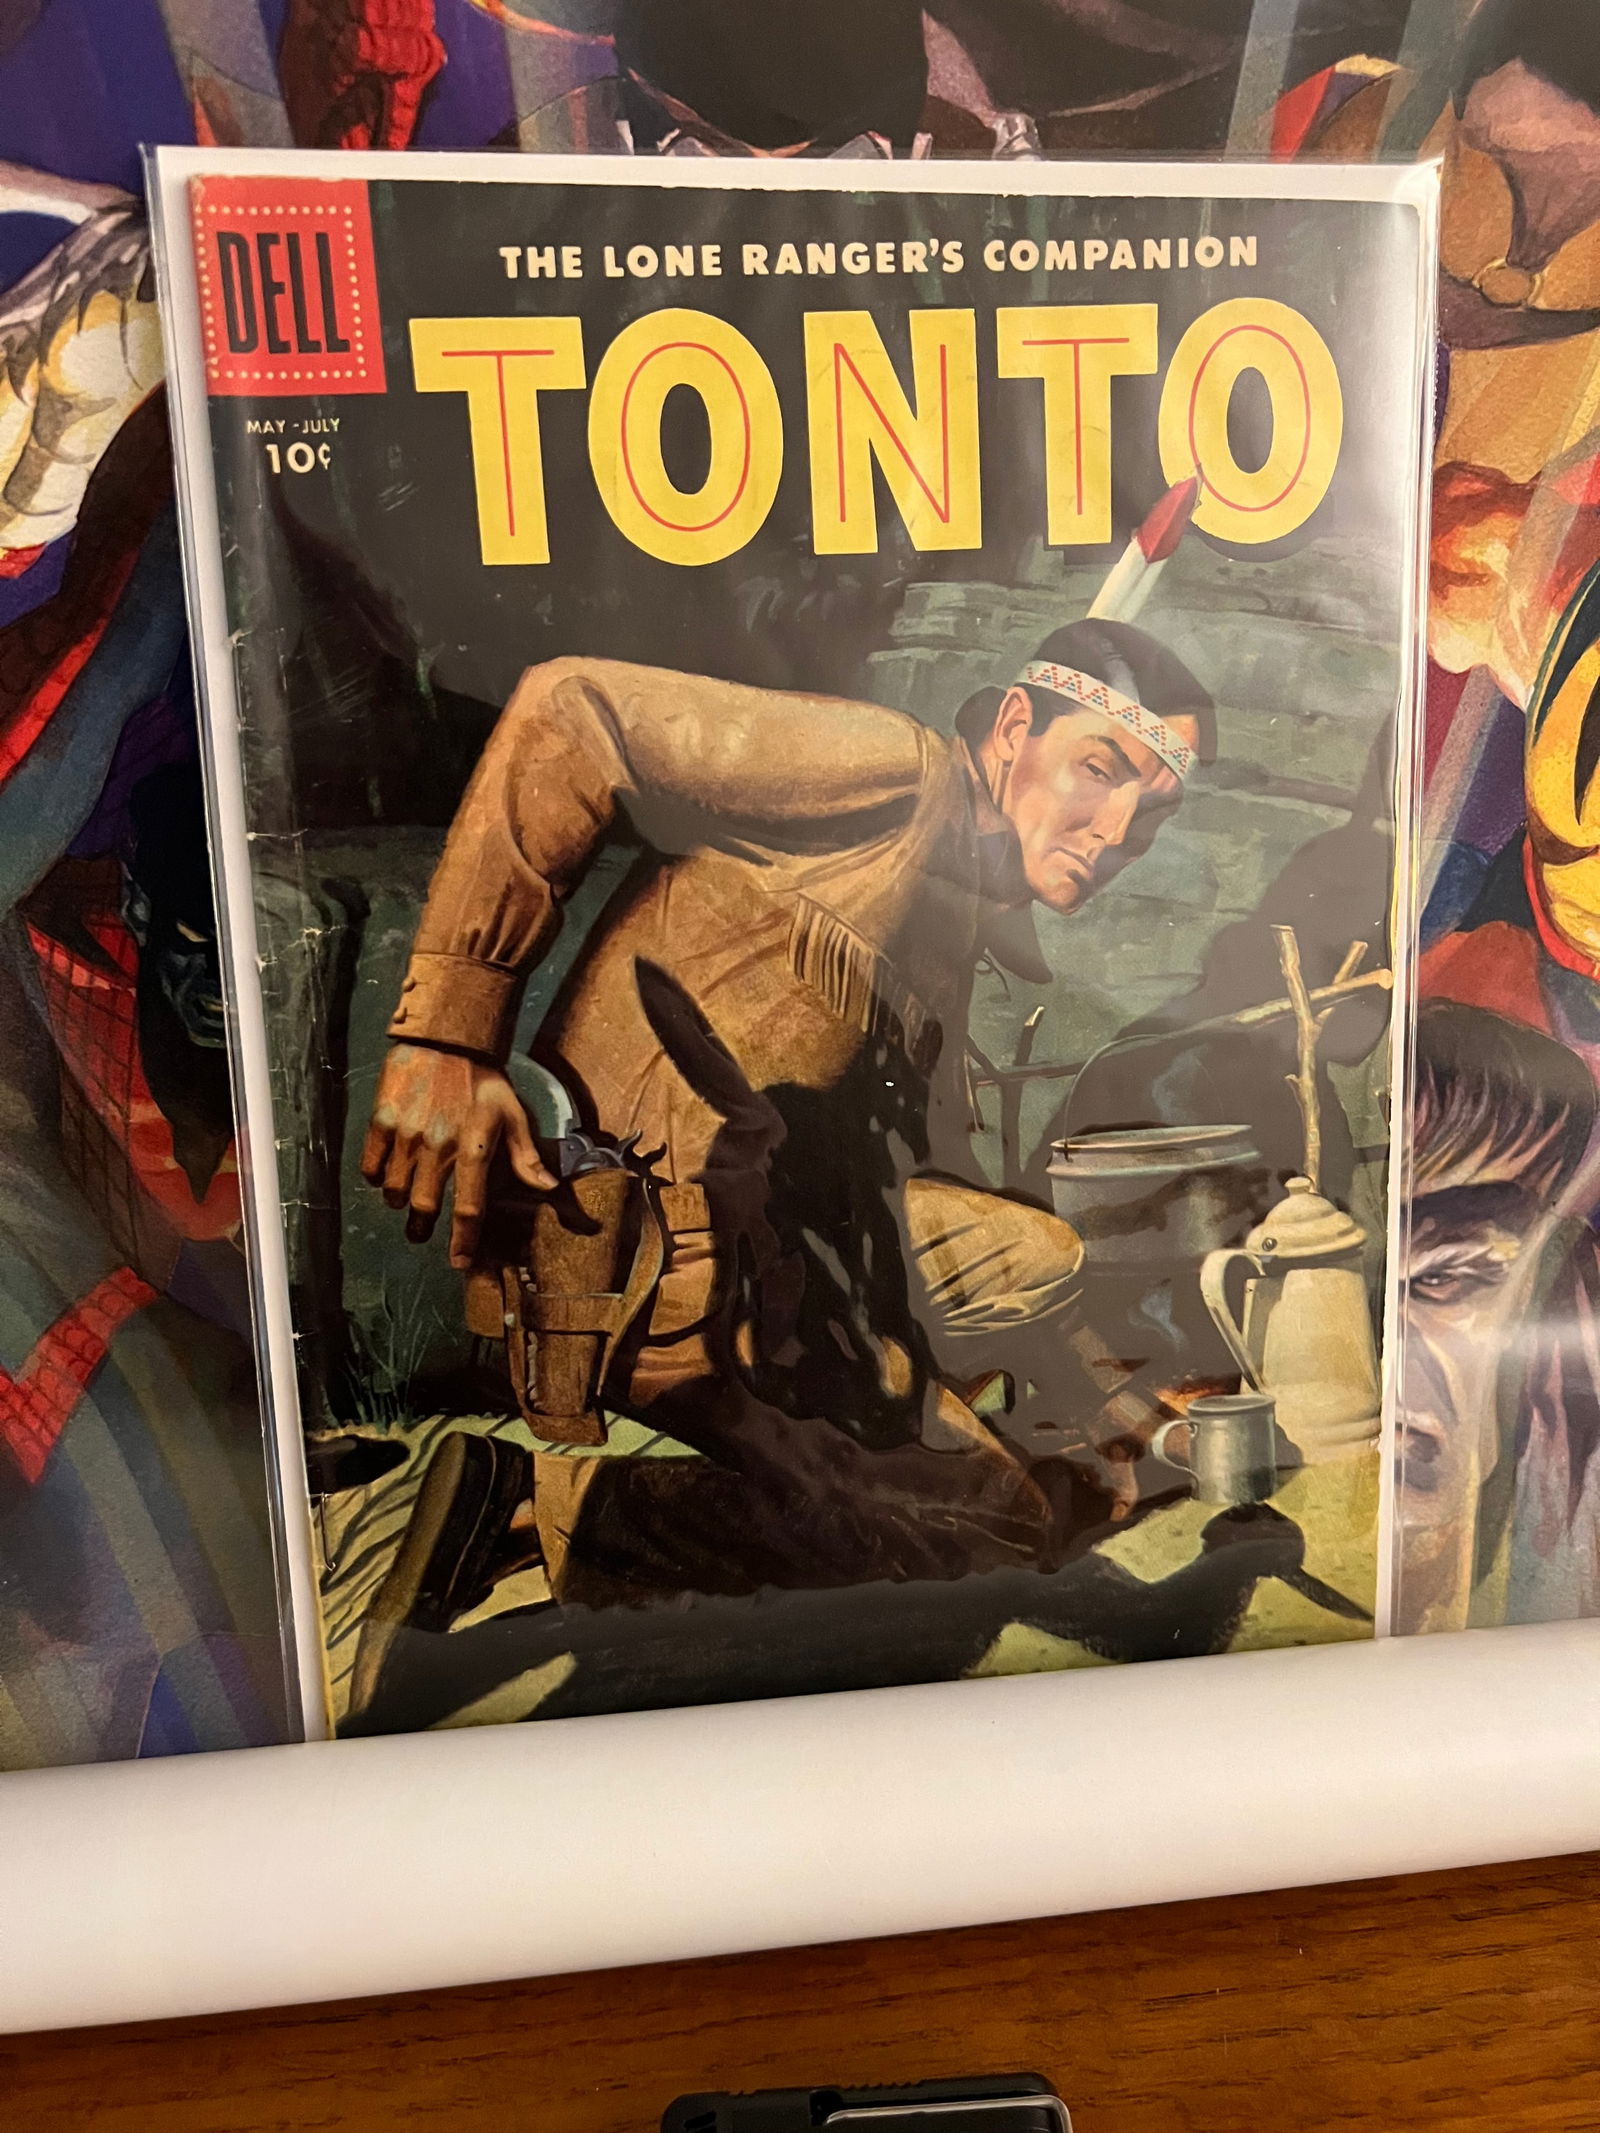 DELL
THE LONE RANGER'S COMPANION
TONTO
MAY - JULY
10¢